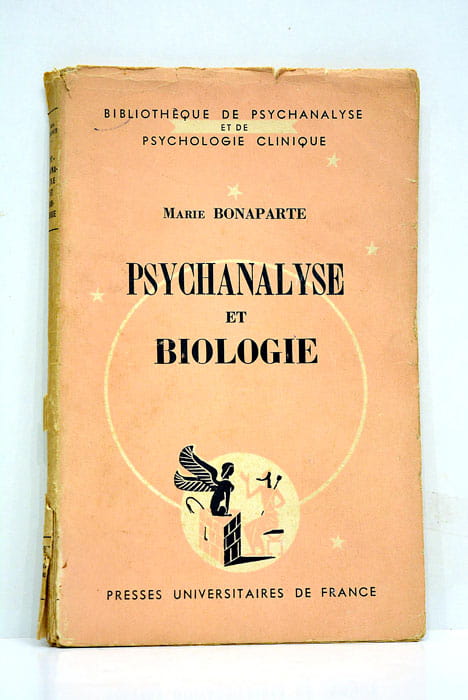 BIBLIOTHÈQUE DE PSYCHANALYSE
ET DE
PSYCHOLOGIE CLINIQUE
MARIE BONAPARTE
PSYCHANALYSE
ET
BIOLOGIE
PRESSES UNIVERSITAIRES DE FRANCE